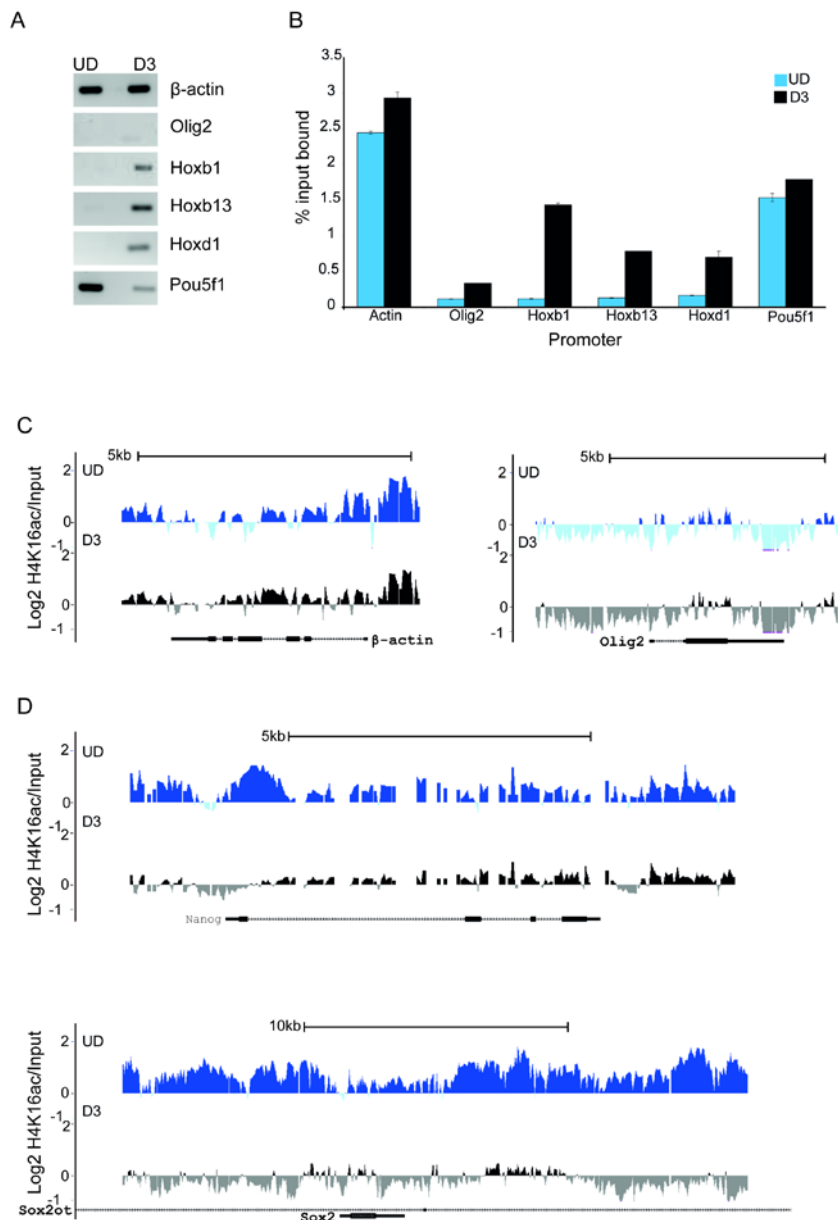 A
UD D3
β-actin
Olig2
Hoxb1
Hoxb13
Hoxd1
Pou5f1
B
% input bound
3.5
3
2.5
2
1.5
1
0.5
0
UD
D3
Actin Olig2 Hoxb1 Hoxb13 Hoxd1 Pou5f1
Promoter
C
Log2 H4K16ac/Input
5kb
2 UD
0
-1 D3
2
0
-1
β-actin
5kb
UD
2
0
-1 D3
2
0
-1
Olig2
D
Log2 H4K16ac/Input
5kb
2 UD
0
-1 D3
2
0
-1
Nanog
Log2 H4K16ac/Input
10kb
2 UD
0
-1 D3
2
0
-1
Sox2ot
Sox2